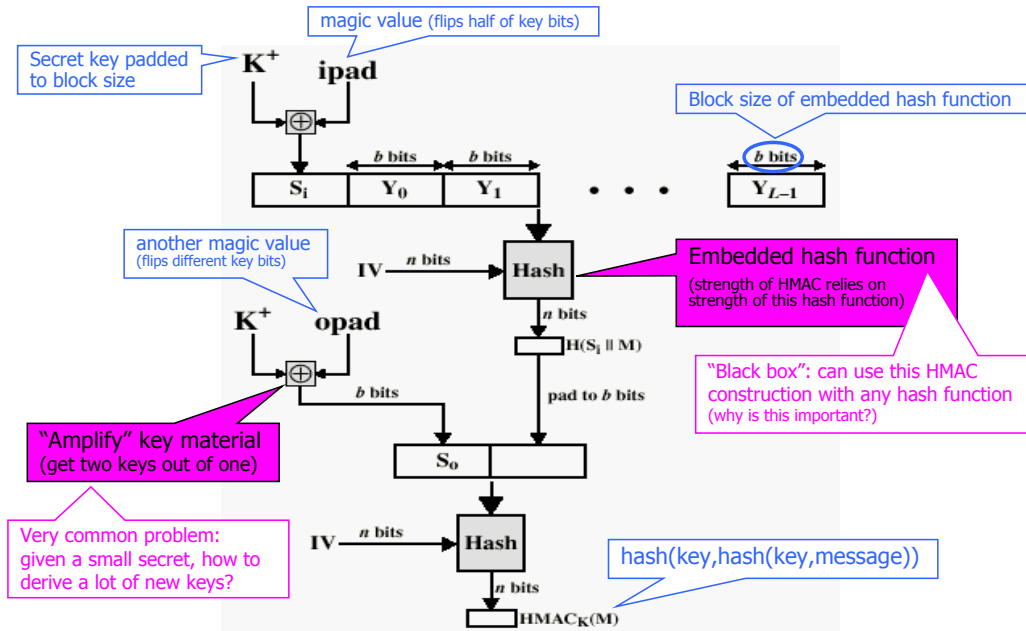 magic value (flips half of key bits)
Secret key padded
to block size
K+
ipad
⊕
Block size of embedded hash function
b bits
b bits
b bits
Si
Y0
Y1
• • •
YL–1
another magic value
(flips different key bits)
IV
n bits
Hash
Embedded hash function
(strength of HMAC relies on
strength of this hash function)
K+
opad
n bits
H(Si ‖ M)
“Black box”: can use this HMAC
construction with any hash function
(why is this important?)
⊕
b bits
pad to b bits
“Amplify” key material
(get two keys out of one)
So
Very common problem:
given a small secret, how to
derive a lot of new keys?
IV
n bits
Hash
hash(key,hash(key,message))
n bits
HMACK(M)